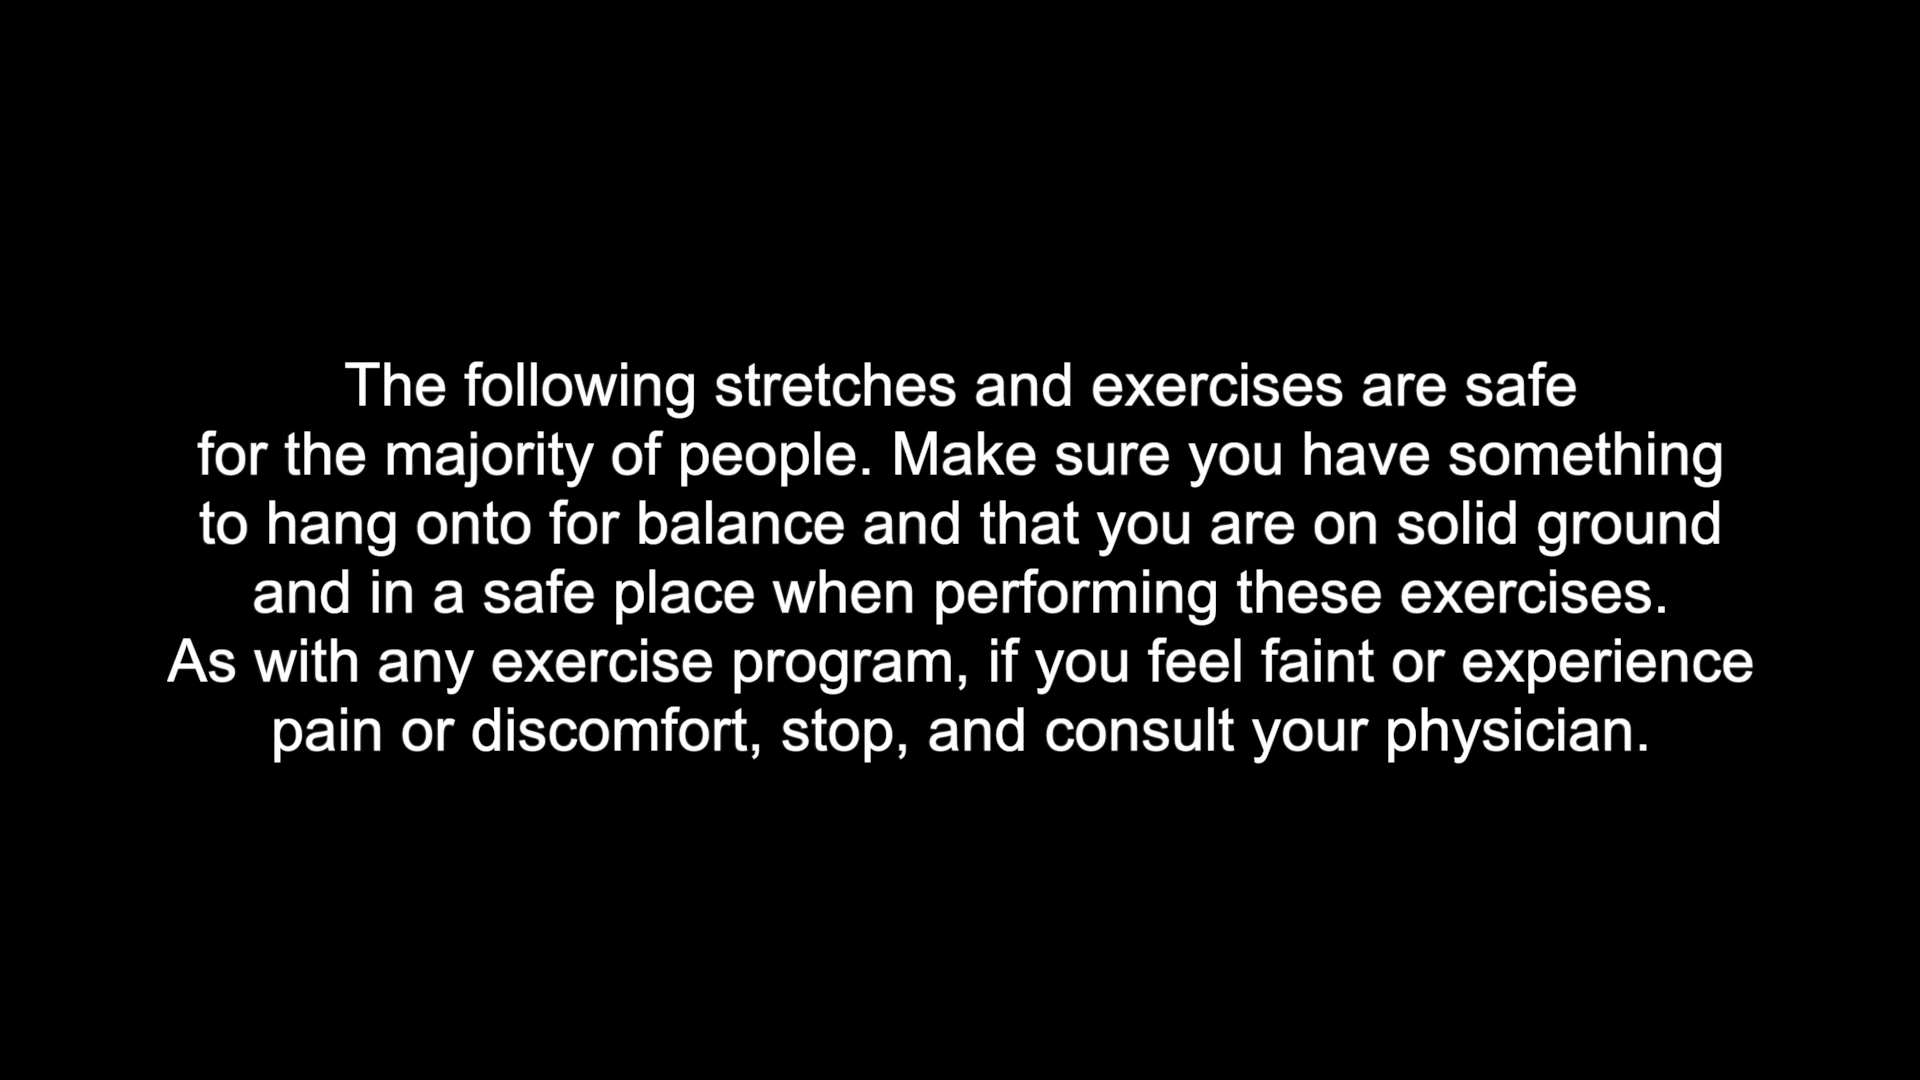 The following stretches and exercises are safe
for the majority of people. Make sure you have something
to hang onto for balance and that you are on solid ground
and in a safe place when performing these exercises.
As with any exercise program, if you feel faint or experience
pain or discomfort, stop, and consult your physician.